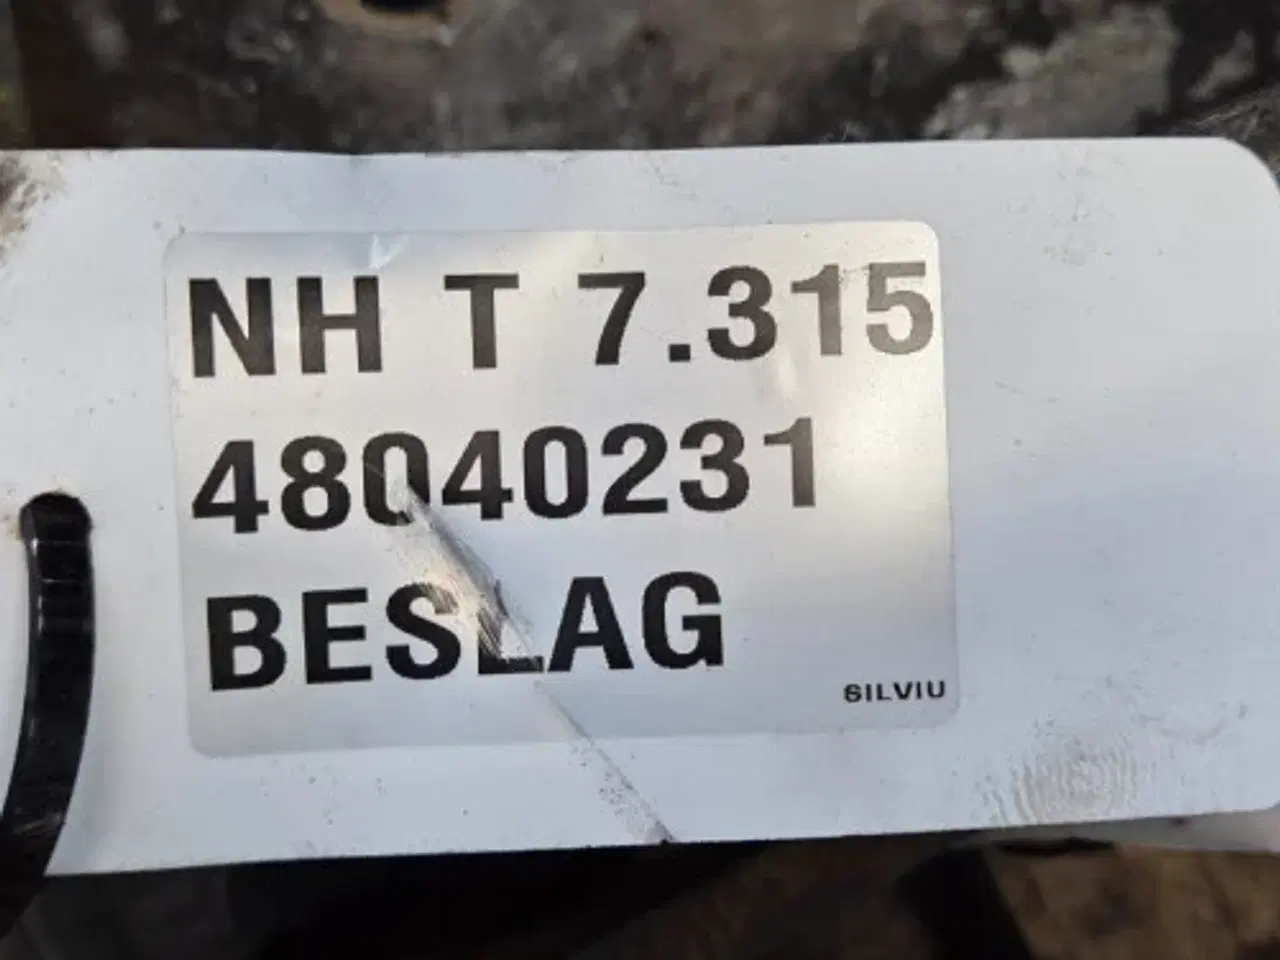 NH T 7.315
48040231
BESLAG
SILVIU